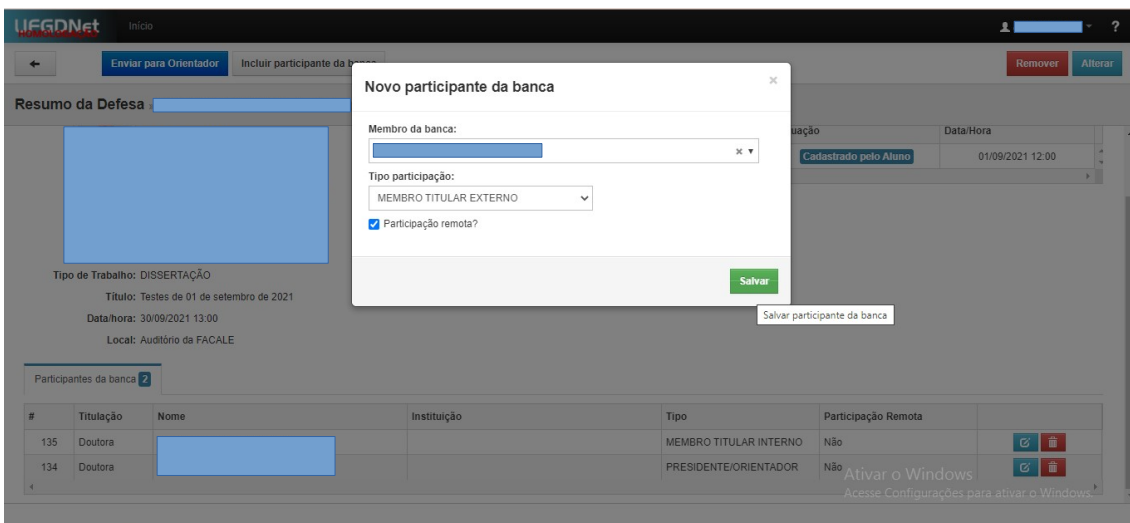 UFGDNet Início ?
HOMOLOGAÇÃO
Enviar para Orientador Incluir participante da Remover Alterar
Novo participante da banca ×
Resumo da Defesa
Membro da banca:
Data/Hora
Cadastrado pelo Aluno 01/09/2021 12:00
Tipo participação:
MEMBRO TITULAR EXTERNO
Participação remota?
Tipo de Trabalho: DISSERTAÇÃO
Salvar
Título: Testes de 01 de setembro de 2021
Data/hora: 30/09/2021 13:00
Salvar participante da banca
Local: Auditório da FACALE
Participantes da banca 2
# Titulação Nome Instituição Tipo Participação Remota
135 Doutora MEMBRO TITULAR INTERNO Não
134 Doutora PRESIDENTE/ORIENTADOR Não
Ativar o Windows
Acesse Configurações para ativar o Windows.